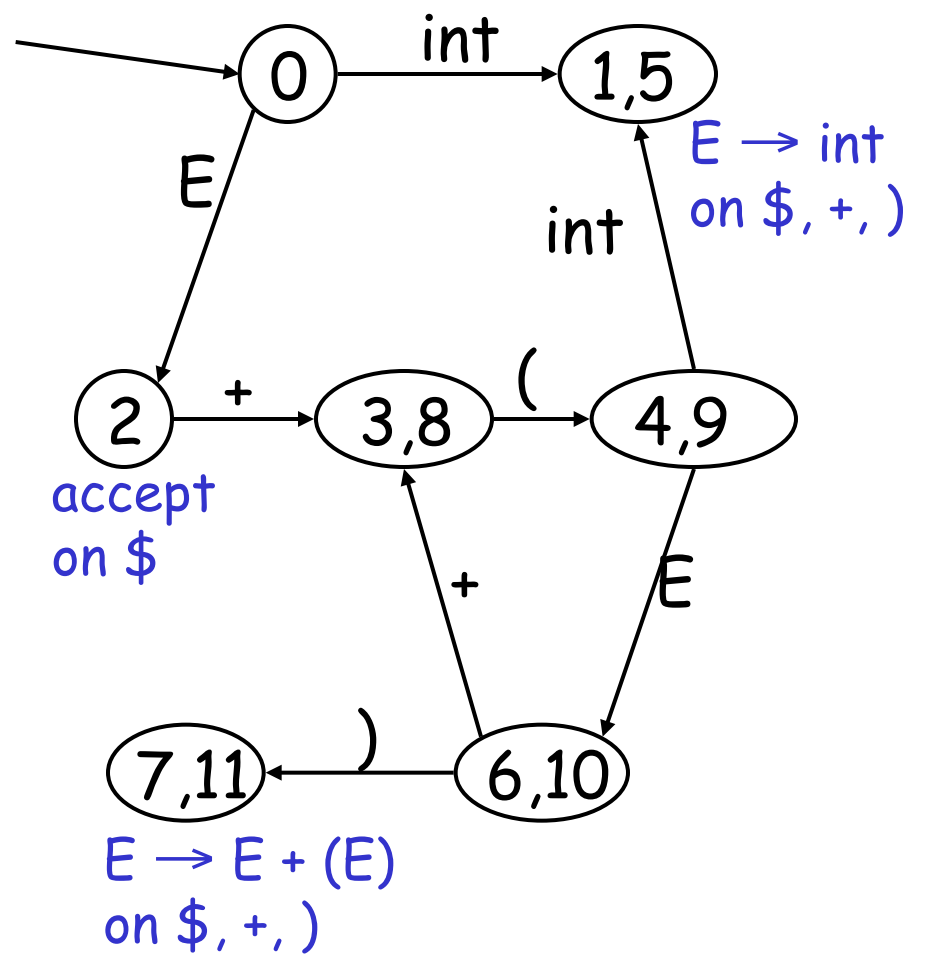 int
0
1,5
E → int
on $, +, )
E
int
(
+
2
3,8
4,9
accept
on $
+
E
)
7,11
6,10
E → E + (E)
on $, +, )